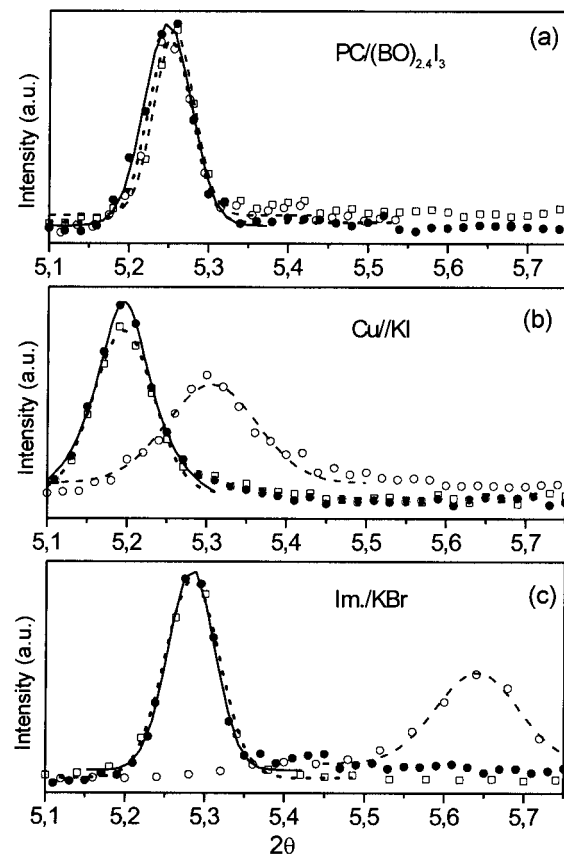 (a)
PC/(BO)₂.₄I₃
Intensity (a.u.)
5,1 5,2 5,3 5,4 5,5 5,6 5,7
(b)
Cu//KI
Intensity (a.u.)
5,1 5,2 5,3 5,4 5,5 5,6 5,7
(c)
Im./KBr
Intensity (a.u.)
5,1 5,2 5,3 5,4 5,5 5,6 5,7
2θ